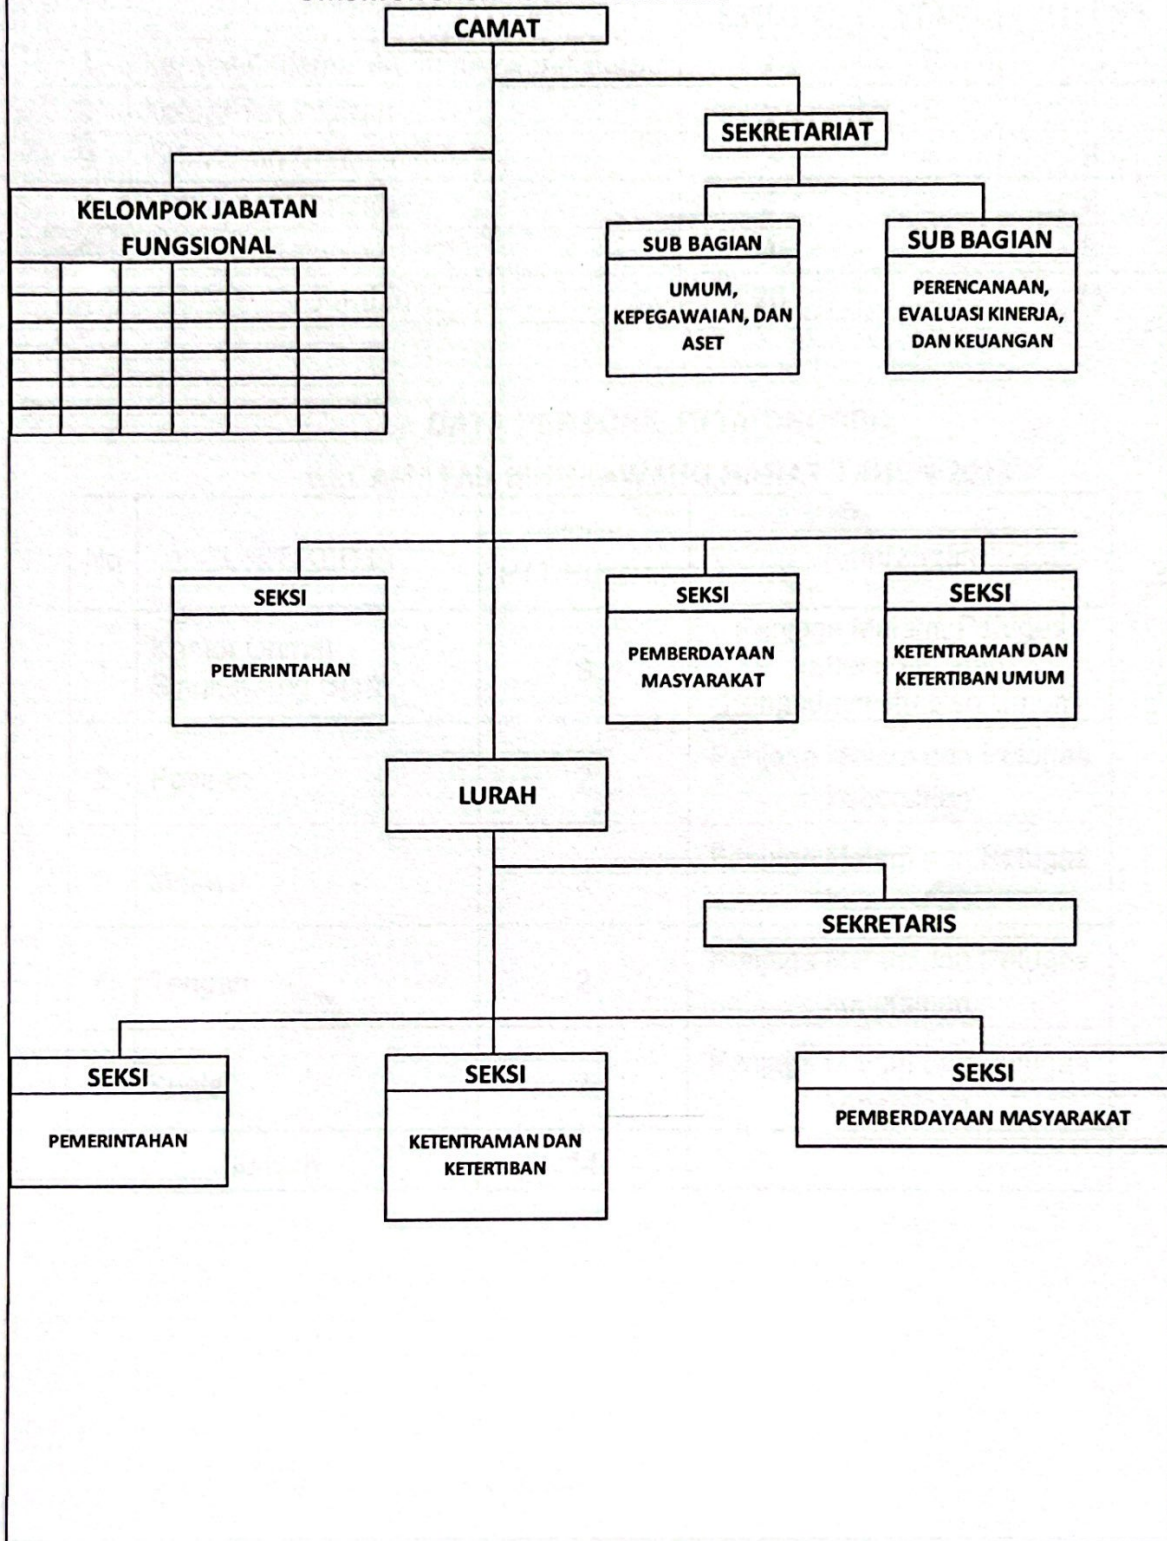 CAMAT
SEKRETARIAT
KELOMPOK JABATAN
FUNGSIONAL
SUB BAGIAN
UMUM,
KEPEGAWAIAN, DAN
ASET
SUB BAGIAN
PERENCANAAN,
EVALUASI KINERJA,
DAN KEUANGAN
SEKSI
PEMERINTAHAN
SEKSI
PEMBERDAYAAN
MASYARAKAT
SEKSI
KETENTRAMAN DAN
KETERTIBAN UMUM
LURAH
SEKRETARIS
SEKSI
PEMERINTAHAN
SEKSI
KETENTRAMAN DAN
KETERTIBAN
SEKSI
PEMBERDAYAAN MASYARAKAT